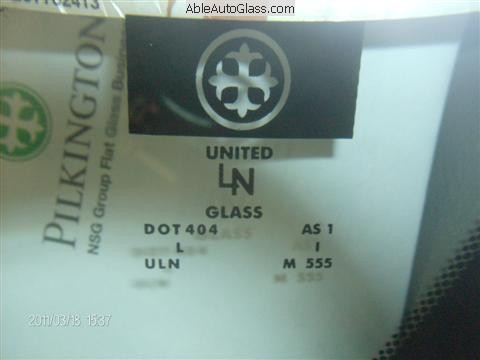 AbleAutoGlass.com
PILKINGTON
NSG Group Flat Glass
UNITED
LN
GLASS
DOT 404 AS 1
L I
ULN M 555
2011/03/18 15:37